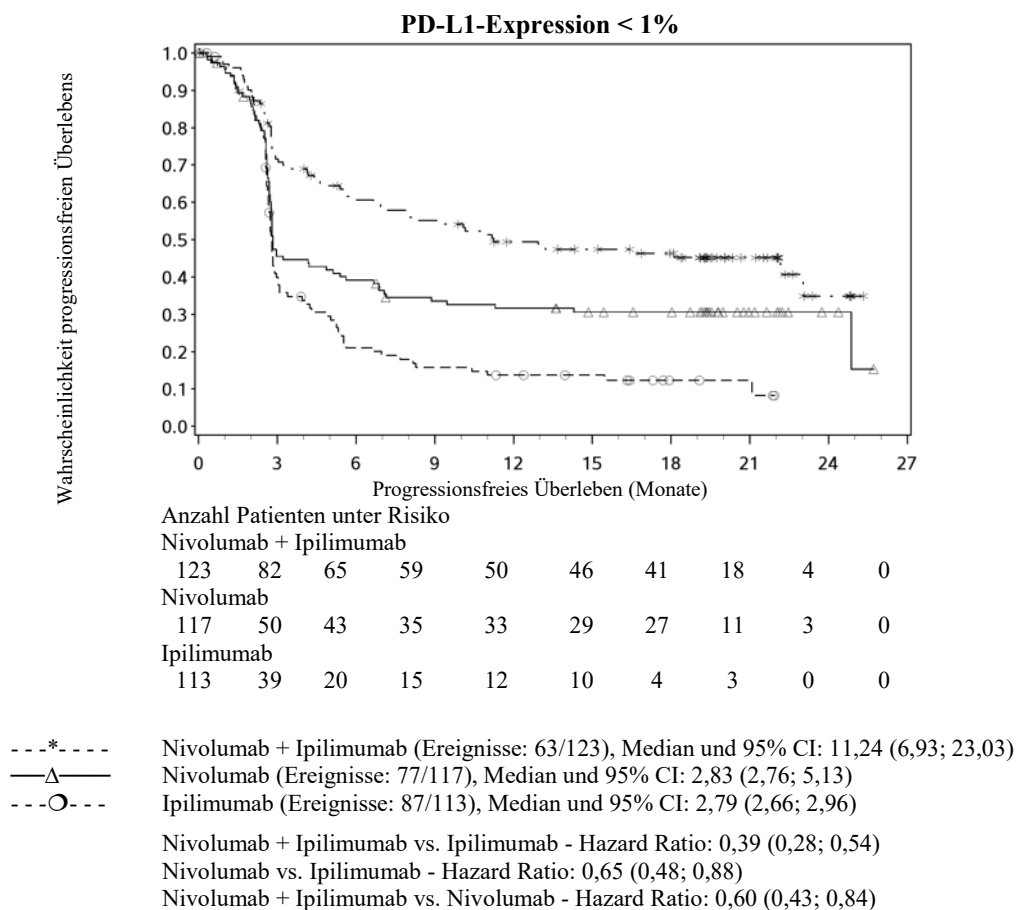 PD-L1-Expression < 1%
Wahrscheinlichkeit progressionsfreien Überlebens
1.0
0.9
0.8
0.7
0.6
0.5
0.4
0.3
0.2
0.1
0.0
0 3 6 9 12 15 18 21 24 27
Progressionsfreies Überleben (Monate)
Anzahl Patienten unter Risiko
Nivolumab + Ipilimumab
123 82 65 59 50 46 41 18 4 0
Nivolumab
117 50 43 35 33 29 27 11 3 0
Ipilimumab
113 39 20 15 12 10 4 3 0 0
- - -*- - - - Nivolumab + Ipilimumab (Ereignisse: 63/123), Median und 95% CI: 11,24 (6,93; 23,03)
——Δ—— Nivolumab (Ereignisse: 77/117), Median und 95% CI: 2,83 (2,76; 5,13)
- - -❍- - - Ipilimumab (Ereignisse: 87/113), Median und 95% CI: 2,79 (2,66; 2,96)
Nivolumab + Ipilimumab vs. Ipilimumab - Hazard Ratio: 0,39 (0,28; 0,54)
Nivolumab vs. Ipilimumab - Hazard Ratio: 0,65 (0,48; 0,88)
Nivolumab + Ipilimumab vs. Nivolumab - Hazard Ratio: 0,60 (0,43; 0,84)